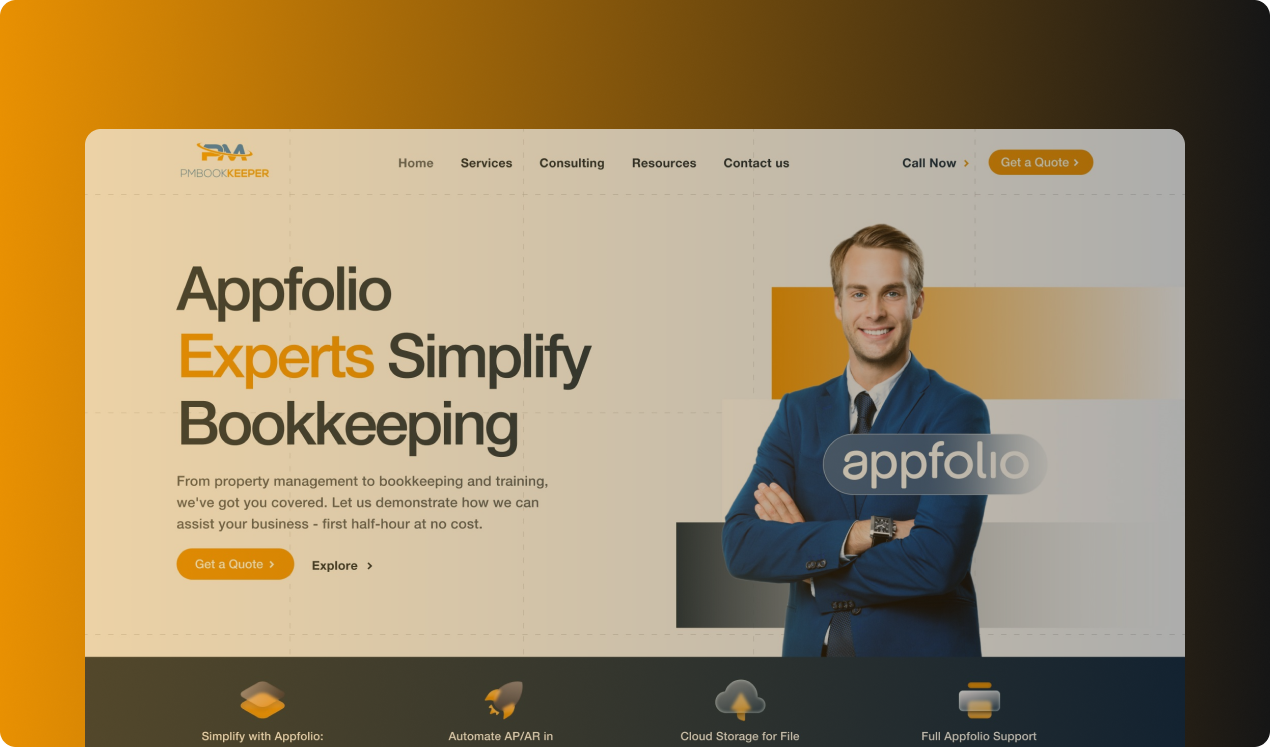 PM
PMBOOKKEEPER
Home
Services
Consulting
Resources
Contact us
Call Now
Get a Quote
Appfolio
Experts Simplify
Bookkeeping
From property management to bookkeeping and training,
we've got you covered. Let us demonstrate how we can
assist your business - first half-hour at no cost.
Get a Quote
Explore
appfolio
Simplify with Appfolio:
Automate AP/AR in
Cloud Storage for File
Full Appfolio Support